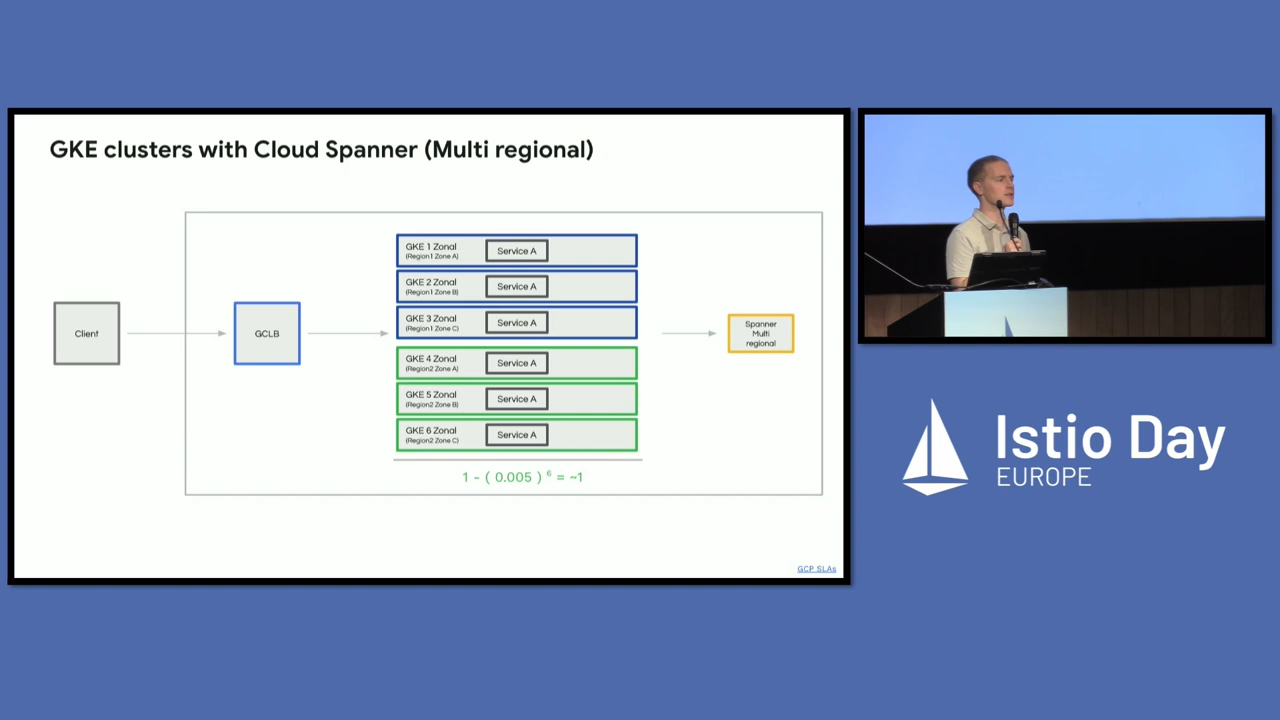 GKE clusters with Cloud Spanner (Multi regional)
Client
GCLB
GKE 1 Zonal
(Region1 Zone A)
Service A
GKE 2 Zonal
(Region1 Zone B)
Service A
GKE 3 Zonal
(Region1 Zone C)
Service A
GKE 4 Zonal
(Region2 Zone A)
Service A
GKE 5 Zonal
(Region2 Zone B)
Service A
GKE 6 Zonal
(Region2 Zone C)
Service A
Spanner
Multi
regional
1 - ( 0.005 ) ⁶ = ~1
GCP SLAs
Istio Day
EUROPE